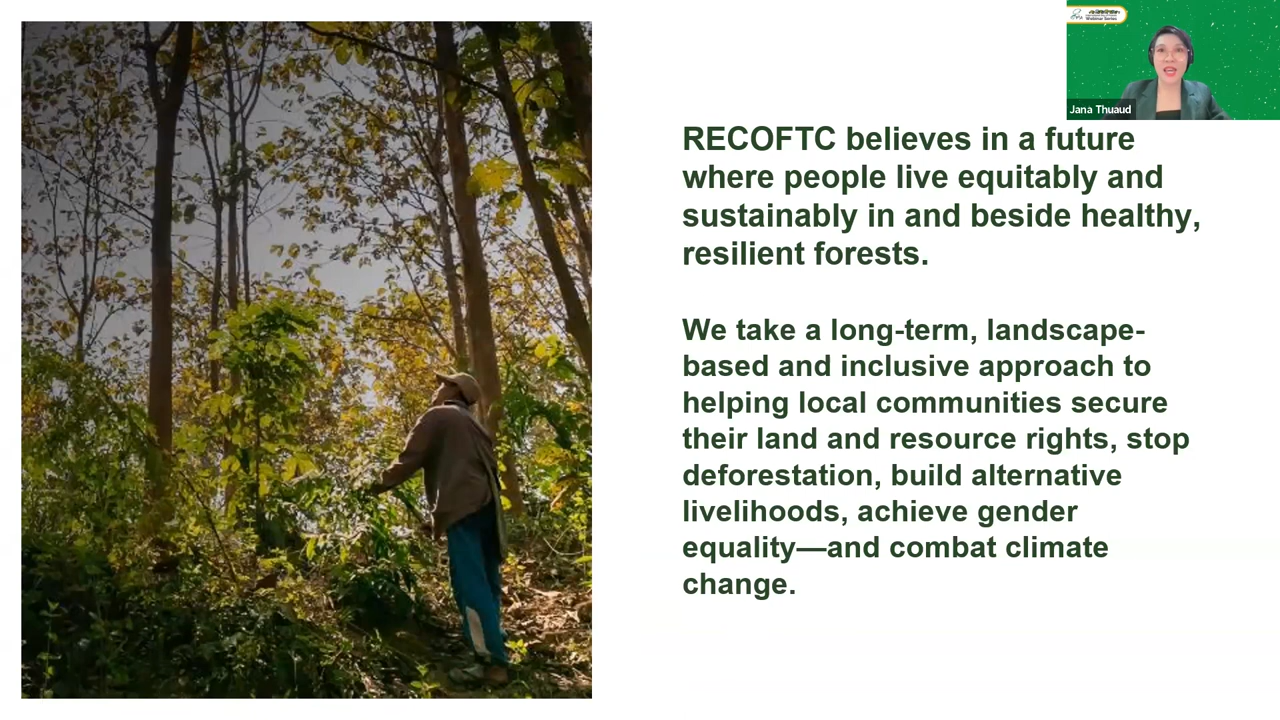 Webinar Series
Jana Thuaud
RECOFTC believes in a future
where people live equitably and
sustainably in and beside healthy,
resilient forests.
We take a long-term, landscape-
based and inclusive approach to
helping local communities secure
their land and resource rights, stop
deforestation, build alternative
livelihoods, achieve gender
equality—and combat climate
change.